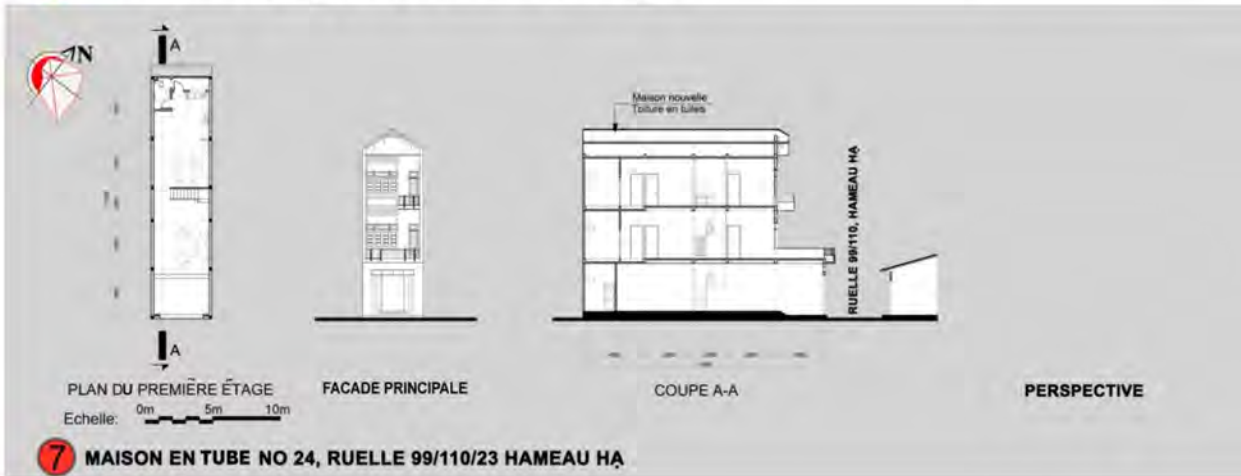 A
N
Maison nouvelle
Toiture en tuiles
RUELLE 99/110, HAMEAU HẠ
A
PLAN DU PREMIÈRE ÉTAGE
FACADE PRINCIPALE
COUPE A-A
PERSPECTIVE
Echelle: 0m 5m 10m
7 MAISON EN TUBE NO 24, RUELLE 99/110/23 HAMEAU HẠ